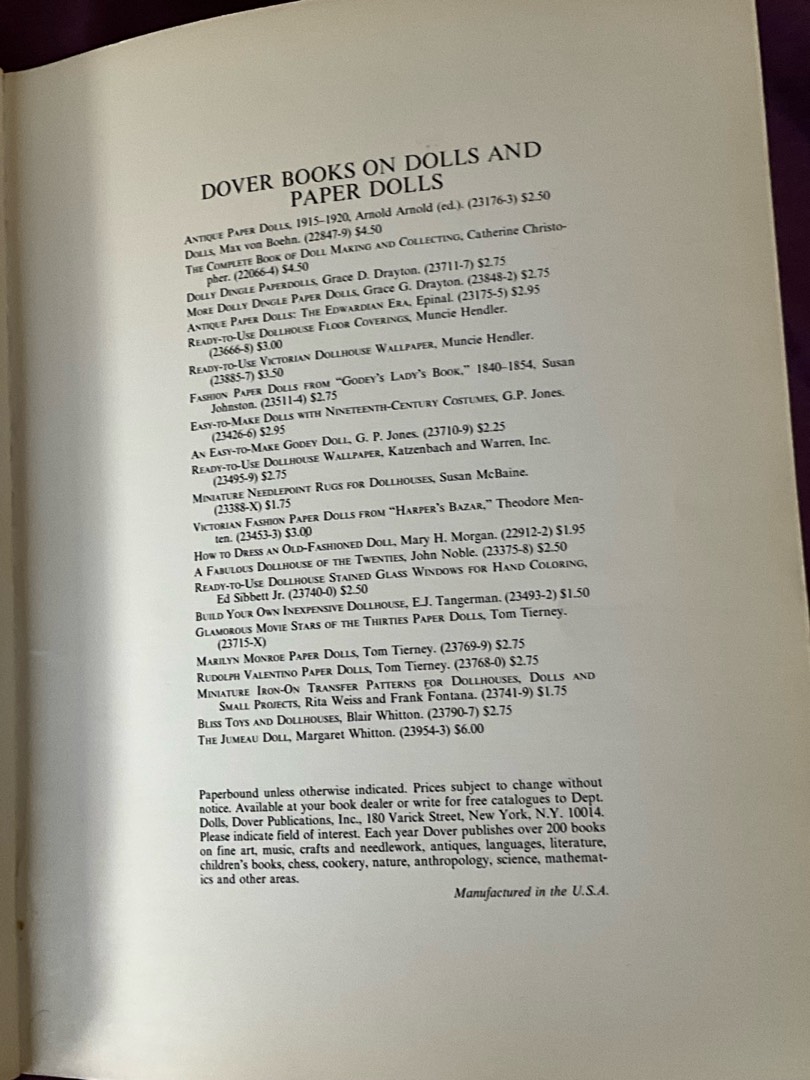 DOVER BOOKS ON DOLLS AND
PAPER DOLLS
ANTIQUE PAPER DOLLS, 1915–1920, Arnold Arnold (ed.). (23176-3) $2.50
DOLLS, Max von Boehn. (22847-9) $4.50
THE COMPLETE BOOK OF DOLL MAKING AND COLLECTING, Catherine Christo-
pher. (22066-4) $4.50
DOLLY DINGLE PAPERDOLLS, Grace D. Drayton. (23711-7) $2.75
MORE DOLLY DINGLE PAPER DOLLS, Grace G. Drayton. (23848-2) $2.75
ANTIQUE PAPER DOLLS: THE EDWARDIAN ERA, Epinal. (23175-5) $2.95
READY-TO-USE DOLLHOUSE FLOOR COVERINGS, Muncie Hendler.
(23666-8) $3.00
READY-TO-USE VICTORIAN DOLLHOUSE WALLPAPER, Muncie Hendler.
(23885-7) $3.50
FASHION PAPER DOLLS FROM “GODEY’S LADY’S BOOK,” 1840–1854, Susan
Johnston. (23511-4) $2.75
EASY-TO-MAKE DOLLS WITH NINETEENTH-CENTURY COSTUMES, G.P. Jones.
(23426-6) $2.95
AN EASY-TO-MAKE GODEY DOLL, G. P. Jones. (23710-9) $2.25
READY-TO-USE DOLLHOUSE WALLPAPER, Katzenbach and Warren, Inc.
(23495-9) $2.75
MINIATURE NEEDLEPOINT RUGS FOR DOLLHOUSES, Susan McBaine.
(23388-X) $1.75
VICTORIAN FASHION PAPER DOLLS FROM “HARPER’S BAZAR,” Theodore Men-
ten. (23453-3) $3.00
HOW TO DRESS AN OLD-FASHIONED DOLL, Mary H. Morgan. (22912-2) $1.95
A FABULOUS DOLLHOUSE OF THE TWENTIES, John Noble. (23375-8) $2.50
READY-TO-USE DOLLHOUSE STAINED GLASS WINDOWS FOR HAND COLORING,
Ed Sibbett Jr. (23740-0) $2.50
BUILD YOUR OWN INEXPENSIVE DOLLHOUSE, E.J. Tangerman. (23493-2) $1.50
GLAMOROUS MOVIE STARS OF THE THIRTIES PAPER DOLLS, Tom Tierney.
(23715-X)
MARILYN MONROE PAPER DOLLS, Tom Tierney. (23769-9) $2.75
RUDOLPH VALENTINO PAPER DOLLS, Tom Tierney. (23768-0) $2.75
MINIATURE IRON-ON TRANSFER PATTERNS FOR DOLLHOUSES, DOLLS AND
SMALL PROJECTS, Rita Weiss and Frank Fontana. (23741-9) $1.75
BLISS TOYS AND DOLLHOUSES, Blair Whitton. (23790-7) $2.75
THE JUMEAU DOLL, Margaret Whitton. (23954-3) $6.00
Paperbound unless otherwise indicated. Prices subject to change without
notice. Available at your book dealer or write for free catalogues to Dept.
Dolls, Dover Publications, Inc., 180 Varick Street, New York, N.Y. 10014.
Please indicate field of interest. Each year Dover publishes over 200 books
on fine art, music, crafts and needlework, antiques, languages, literature,
children’s books, chess, cookery, nature, anthropology, science, mathemat-
ics and other areas.
Manufactured in the U.S.A.